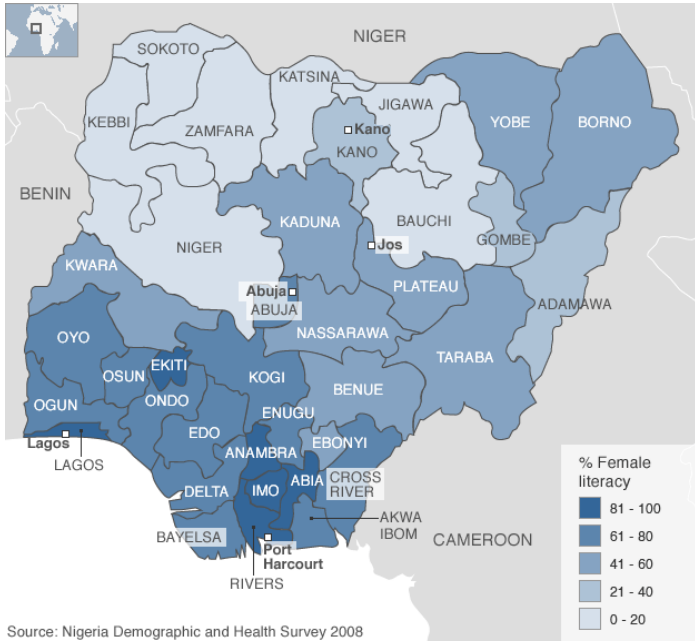 NIGER
SOKOTO
KATSINA
JIGAWA
KEBBI
ZAMFARA
Kano
KANO
YOBE
BORNO
BENIN
KADUNA
BAUCHI
NIGER
Jos
GOMBE
KWARA
Abuja
ABUJA
PLATEAU
ADAMAWA
NASSARAWA
OYO
TARABA
EKITI
OSUN
KOGI
BENUE
OGUN
ONDO
ENUGU
EDO
Lagos
LAGOS
ANAMBRA
EBONYI
DELTA
IMO
ABIA
CROSS
RIVER
BAYELSA
AKWA
IBOM
Port
Harcourt
RIVERS
CAMEROON
% Female
literacy
81 - 100
61 - 80
41 - 60
21 - 40
0 - 20
Source: Nigeria Demographic and Health Survey 2008